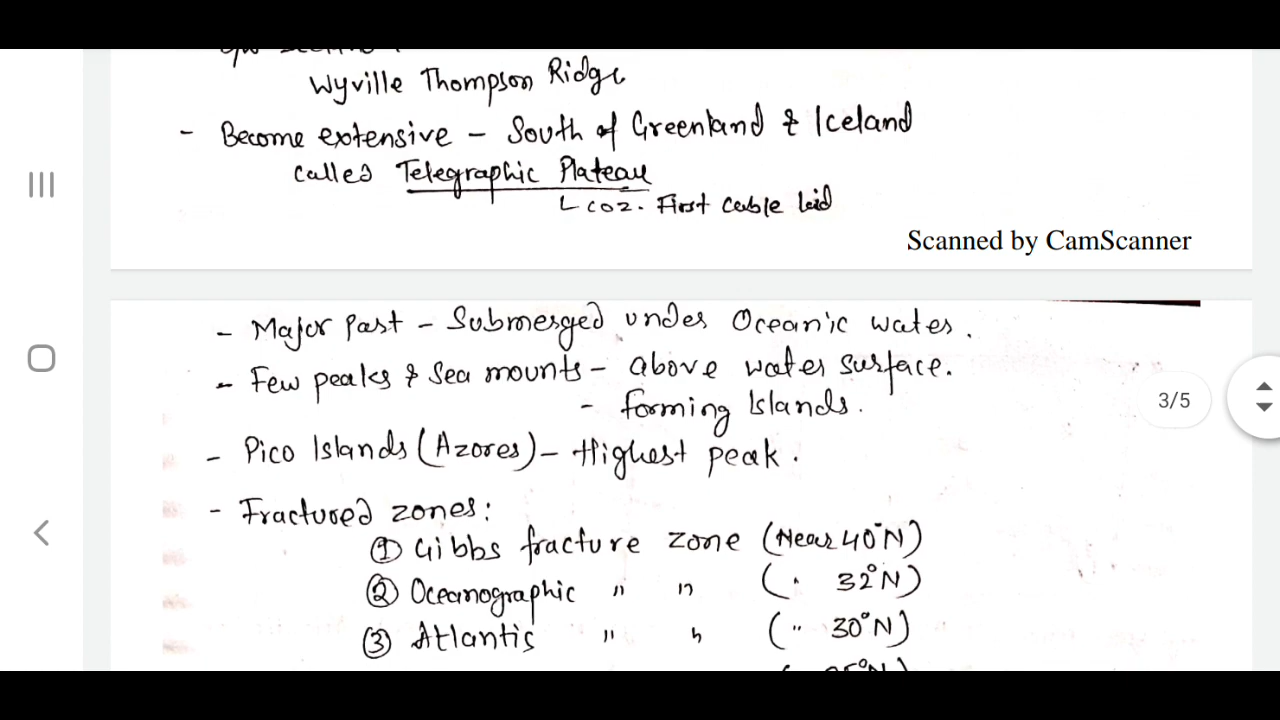 Wyville Thompson Ridge
- Become extensive - South of Greenland & Iceland
called Telegraphic Plateau
coz. First cable laid
Scanned by CamScanner
- Major Part - Submerged under Oceanic waters.
- Few peaks & Sea mounts - above water surface.
- forming Islands.
3/5
- Pico Islands (Azores) - Highest peak.
- Fractured zones:
① Gibbs fracture zone (Near 40°N)
② Oceanographic " " ( " 32°N)
③ Atlantis " " ( " 30°N)